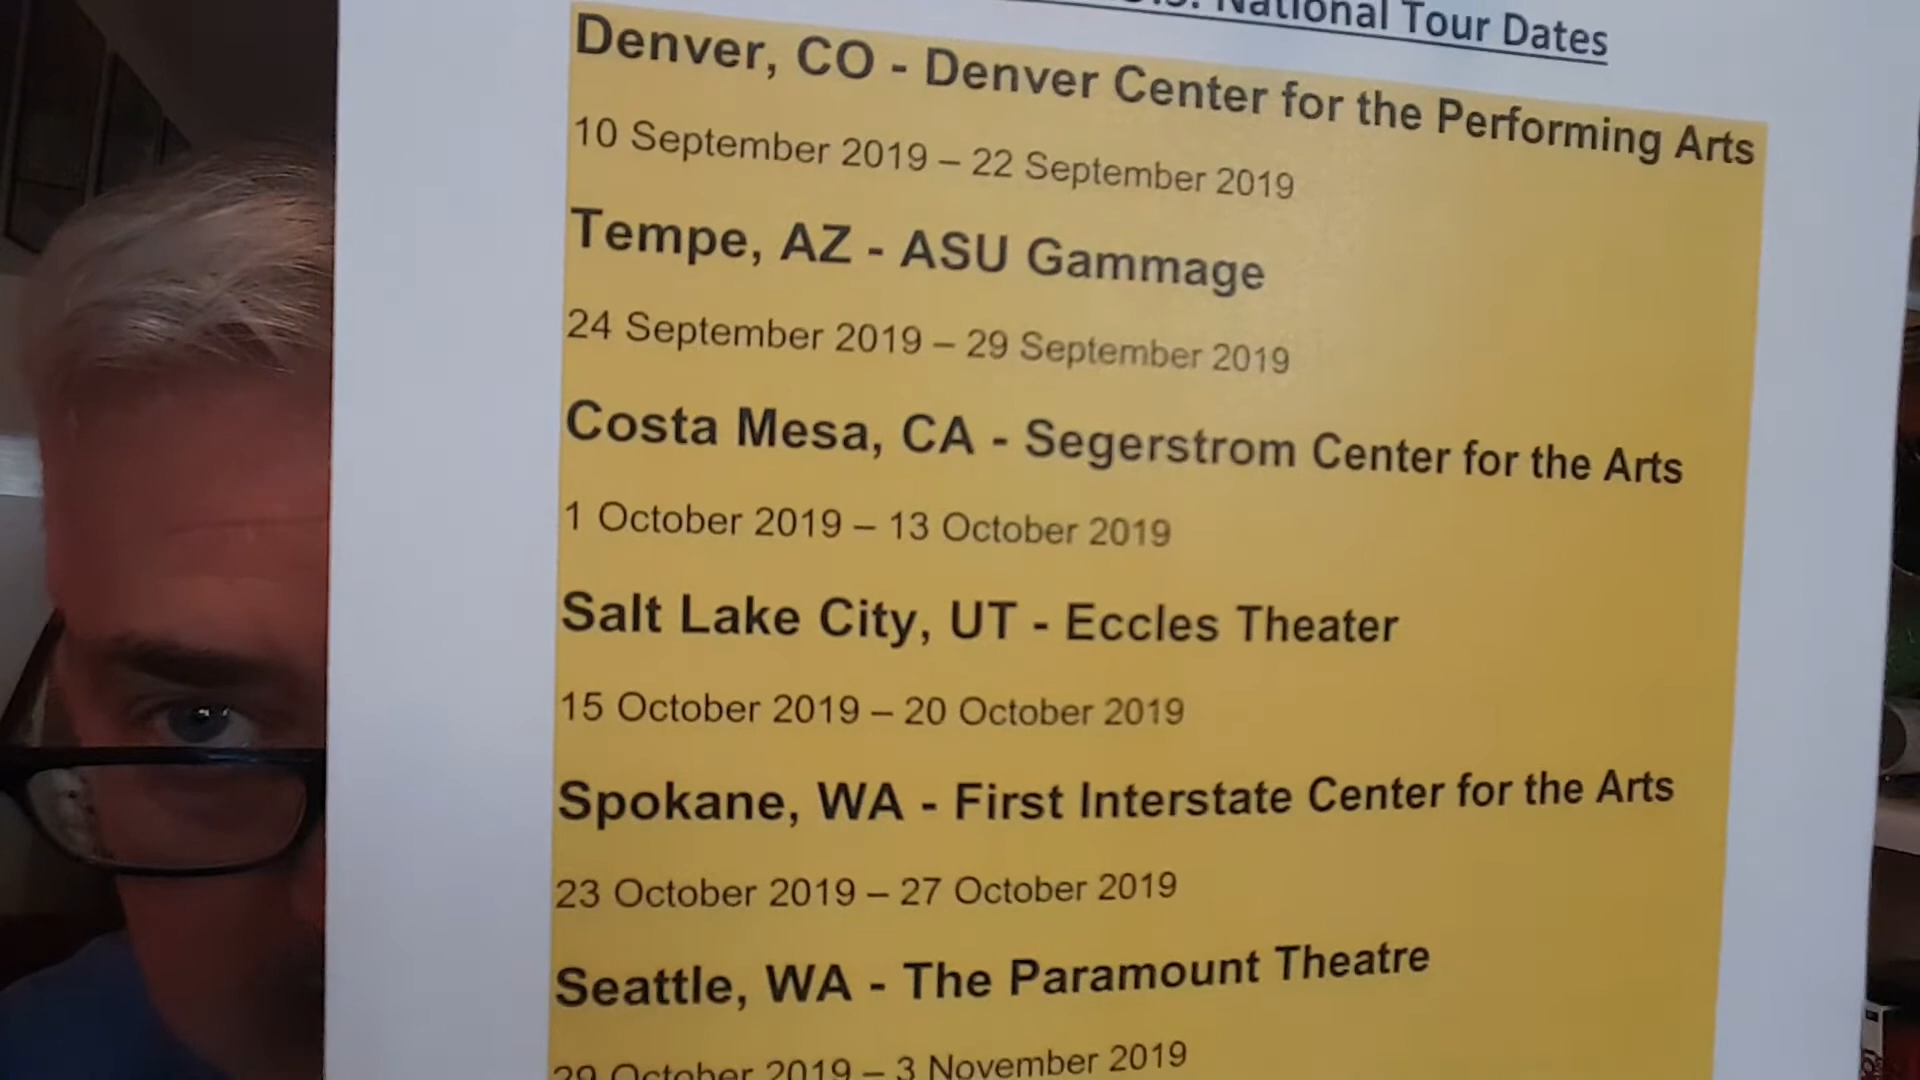 National Tour Dates
Denver, CO - Denver Center for the Performing Arts
10 September 2019 – 22 September 2019
Tempe, AZ - ASU Gammage
24 September 2019 – 29 September 2019
Costa Mesa, CA - Segerstrom Center for the Arts
1 October 2019 – 13 October 2019
Salt Lake City, UT - Eccles Theater
15 October 2019 – 20 October 2019
Spokane, WA - First Interstate Center for the Arts
23 October 2019 – 27 October 2019
Seattle, WA - The Paramount Theatre
29 October 2019 – 3 November 2019